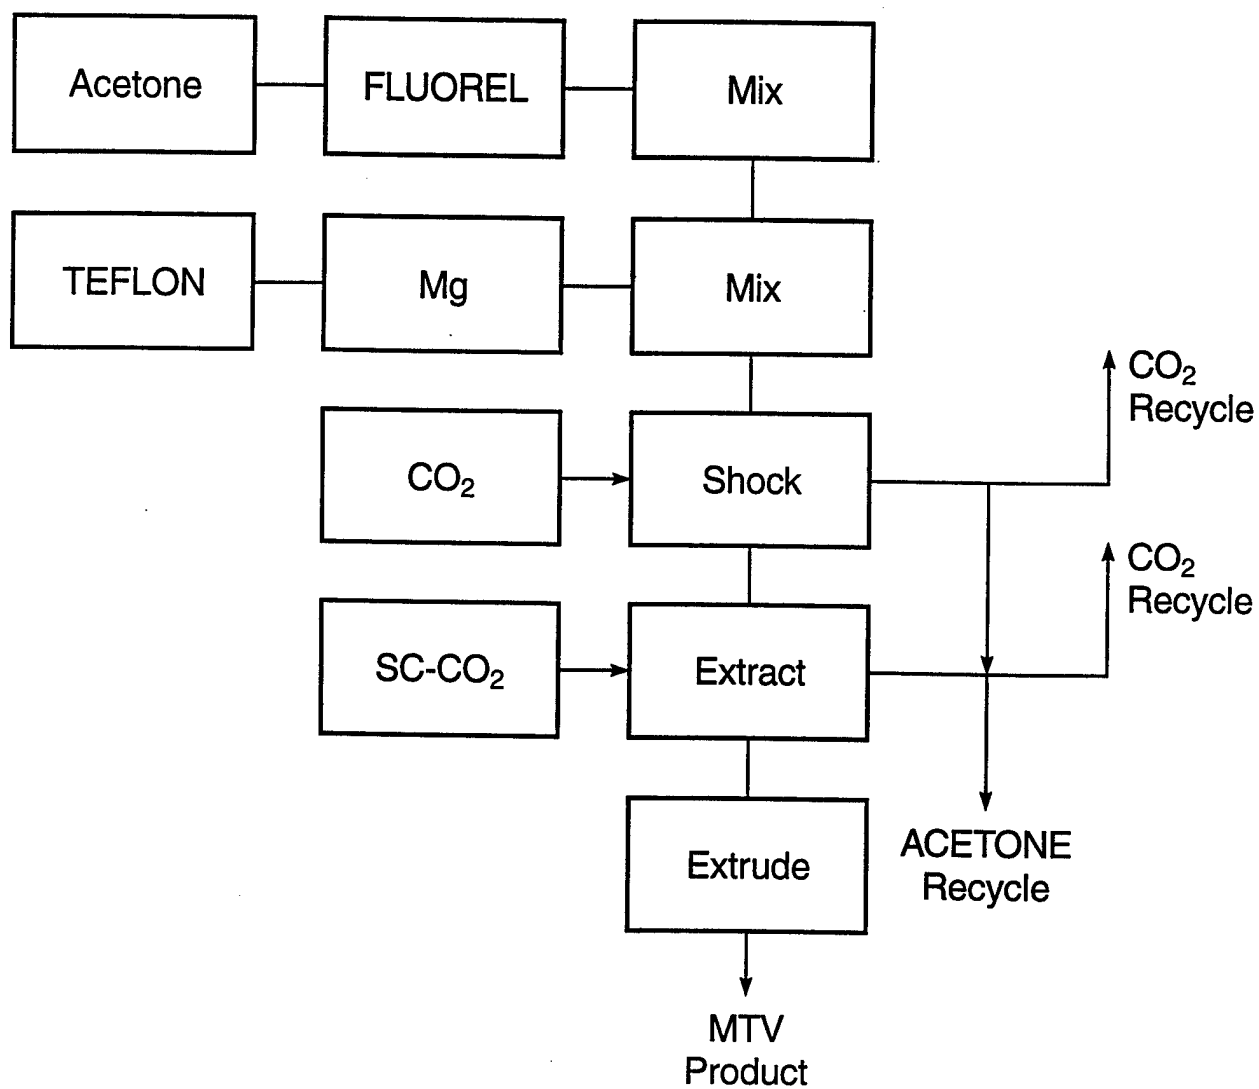 Acetone
FLUOREL
Mix
TEFLON
Mg
Mix
CO₂
Recycle
CO₂
Shock
CO₂
Recycle
SC-CO₂
Extract
Extrude
ACETONE
Recycle
MTV
Product